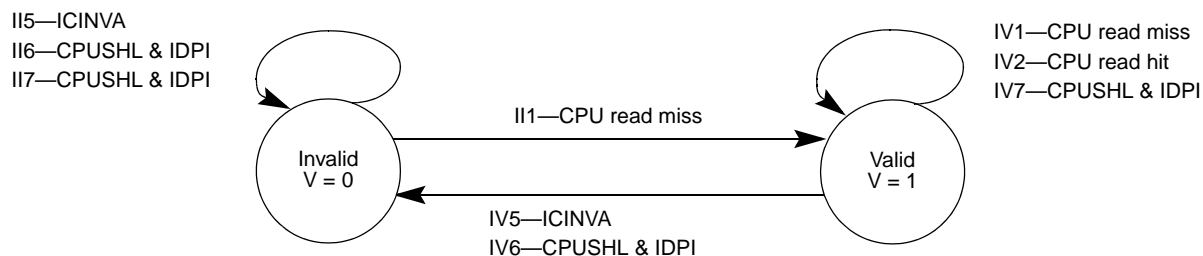 II5—ICINVA
II6—CPUSHL & IDPI
II7—CPUSHL & IDPI
IV1—CPU read miss
IV2—CPU read hit
IV7—CPUSHL & IDPI
II1—CPU read miss
Invalid
V = 0
Valid
V = 1
IV5—ICINVA
IV6—CPUSHL & IDPI